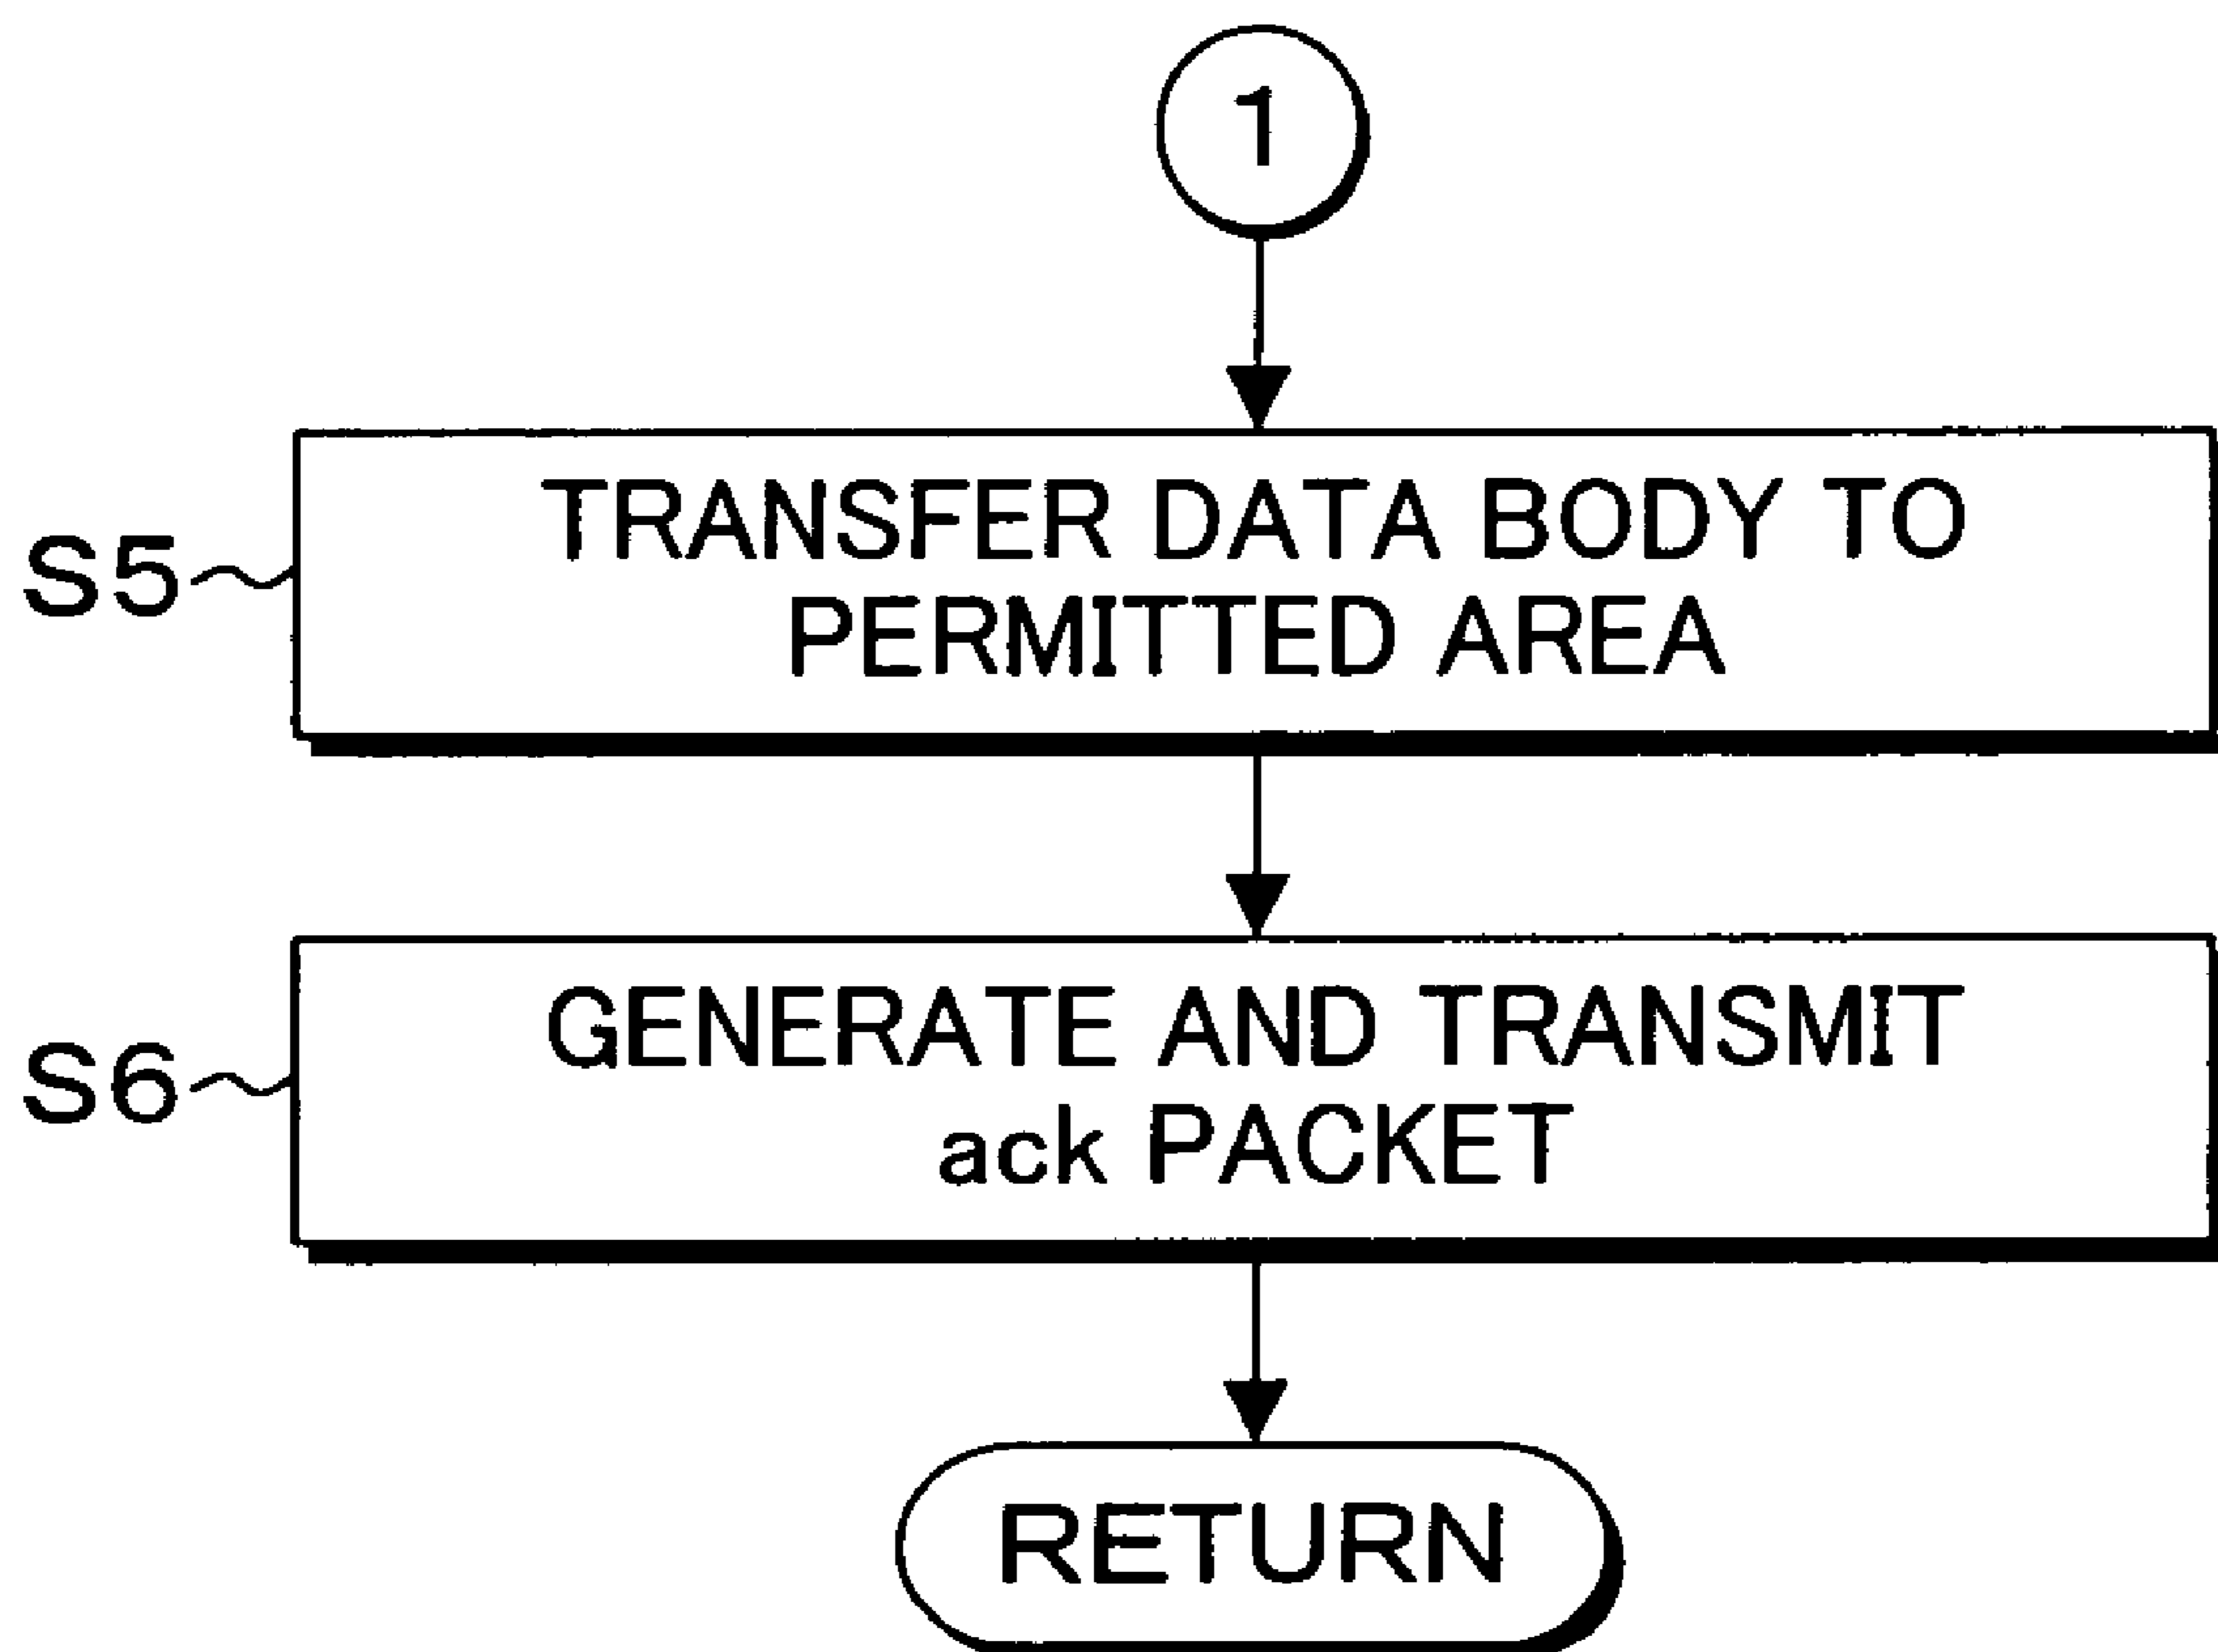 1
S5
TRANSFER DATA BODY TO
PERMITTED AREA
S6
GENERATE AND TRANSMIT
ack PACKET
RETURN